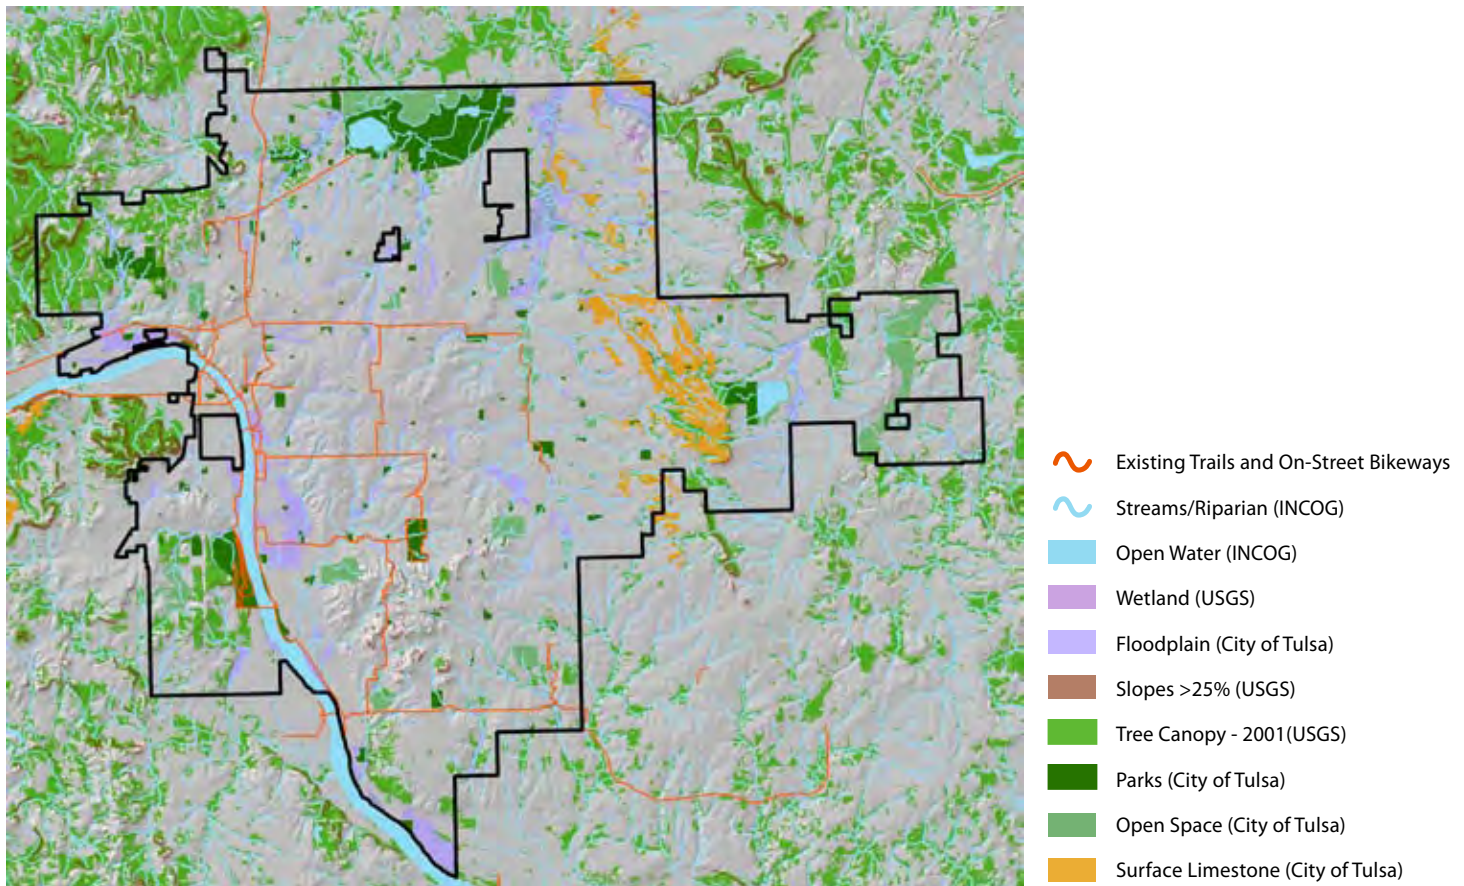 Existing Trails and On-Street Bikeways
Streams/Riparian (INCOG)
Open Water (INCOG)
Wetland (USGS)
Floodplain (City of Tulsa)
Slopes >25% (USGS)
Tree Canopy - 2001(USGS)
Parks (City of Tulsa)
Open Space (City of Tulsa)
Surface Limestone (City of Tulsa)